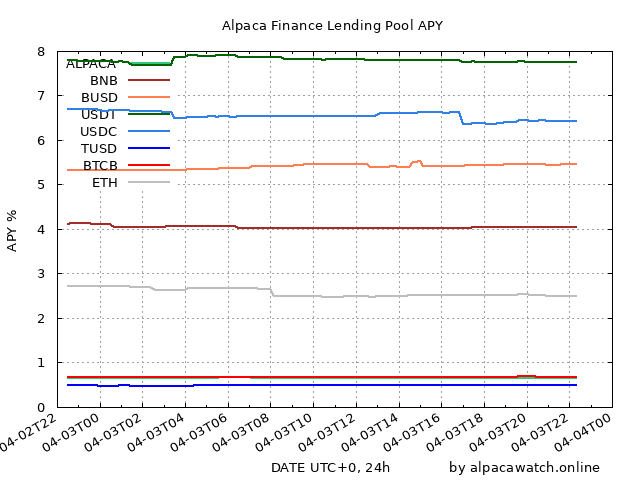 Alpaca Finance Lending Pool APY
8
7
6
5
4
3
2
1
0
APY %
ALPACA
BNB
BUSD
USDT
USDC
TUSD
BTCB
ETH
04-02T22
04-03T00
04-03T02
04-03T04
04-03T06
04-03T08
04-03T10
04-03T12
04-03T14
04-03T16
04-03T18
04-03T20
04-03T22
04-04T00
DATE UTC+0, 24h by alpacawatch.online